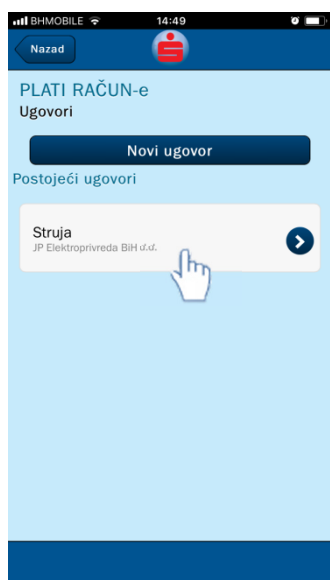 BHMOBILE 14:49
Nazad
PLATI RAČUN-e
Ugovori
Novi ugovor
Postojeći ugovori
Struja
JP Elektroprivreda BiH d.d.